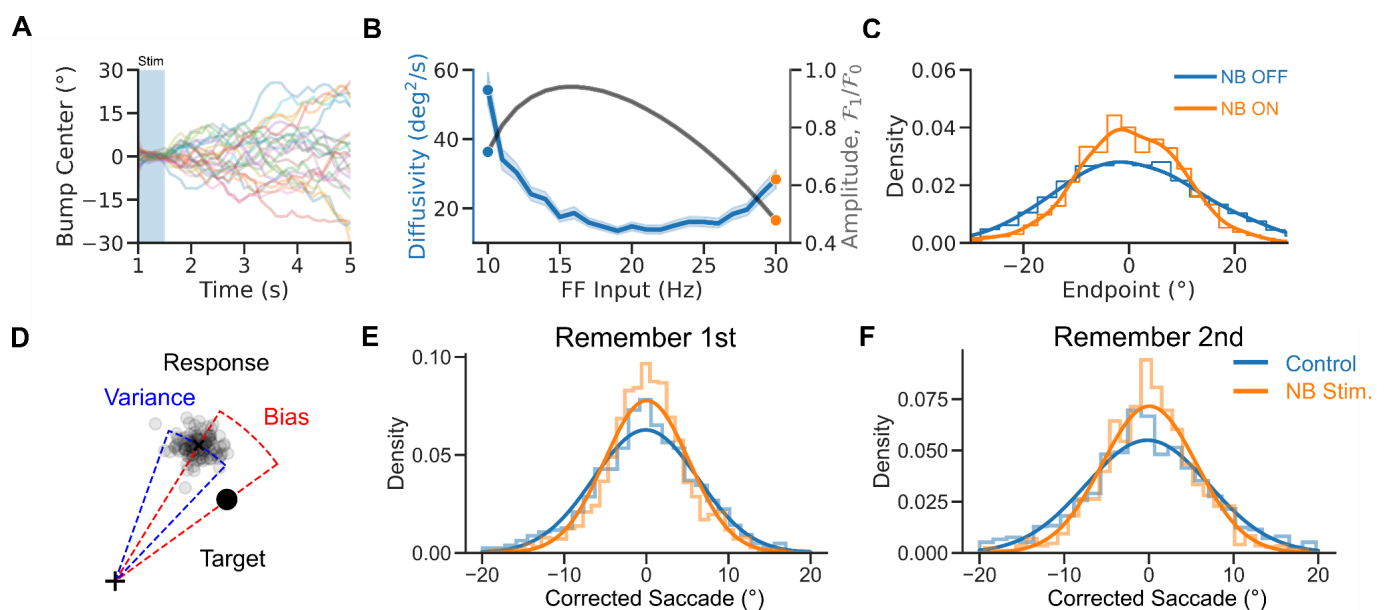 A
Stim
Bump Center (°)
30
15
0
−15
−30
1
2
3
4
5
Time (s)
B
Diffusivity (deg²/s)
60
40
20
10
15
20
25
30
FF Input (Hz)
1.0
0.8
0.6
0.4
Amplitude, ℱ₁/ℱ₀
C
NB OFF
NB ON
Density
0.06
0.04
0.02
0.00
−20
0
20
Endpoint (°)
D
Response
Variance
Bias
Target
E
Remember 1st
Density
0.10
0.05
0.00
−20
−10
0
10
20
Corrected Saccade (°)
F
Remember 2nd
Control
NB Stim.
Density
0.075
0.050
0.025
0.000
−20
−10
0
10
20
Corrected Saccade (°)